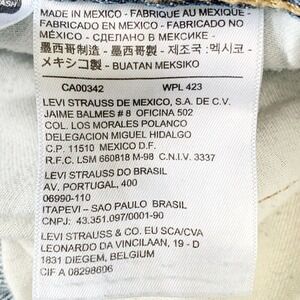 WASH
MADE IN MEXICO - FABRIQUE AU MEXIQUE -
FABRICADO EN MEXICO - FABRICADO NO
MÉXICO - СДЕЛАНО В МЕКСИКЕ -
墨西哥制造 - 墨西哥製 - 제조국: 멕시코 -
メキシコ製 - BUATAN MEKSIKO
CA00342 WPL 423
LEVI STRAUSS DE MEXICO, S.A. DE C.V.
JAIME BALMES # 8 OFICINA 502
COL. LOS MORALES POLANCO
DELEGACION MIGUEL HIDALGO
C.P. 11510 MEXICO D.F.
R.F.C. LSM 660818 M-98 C.N.I.V. 3337
LEVI STRAUSS DO BRASIL
AV. PORTUGAL, 400
06990-110
ITAPEVI – SAO PAULO BRASIL
CNPJ: 43.351.097/0001-90
LEVI STRAUSS & CO. EU SCA/CVA
LEONARDO DA VINCILAAN, 19 - D
1831 DIEGEM, BELGIUM
CIF A 08298606